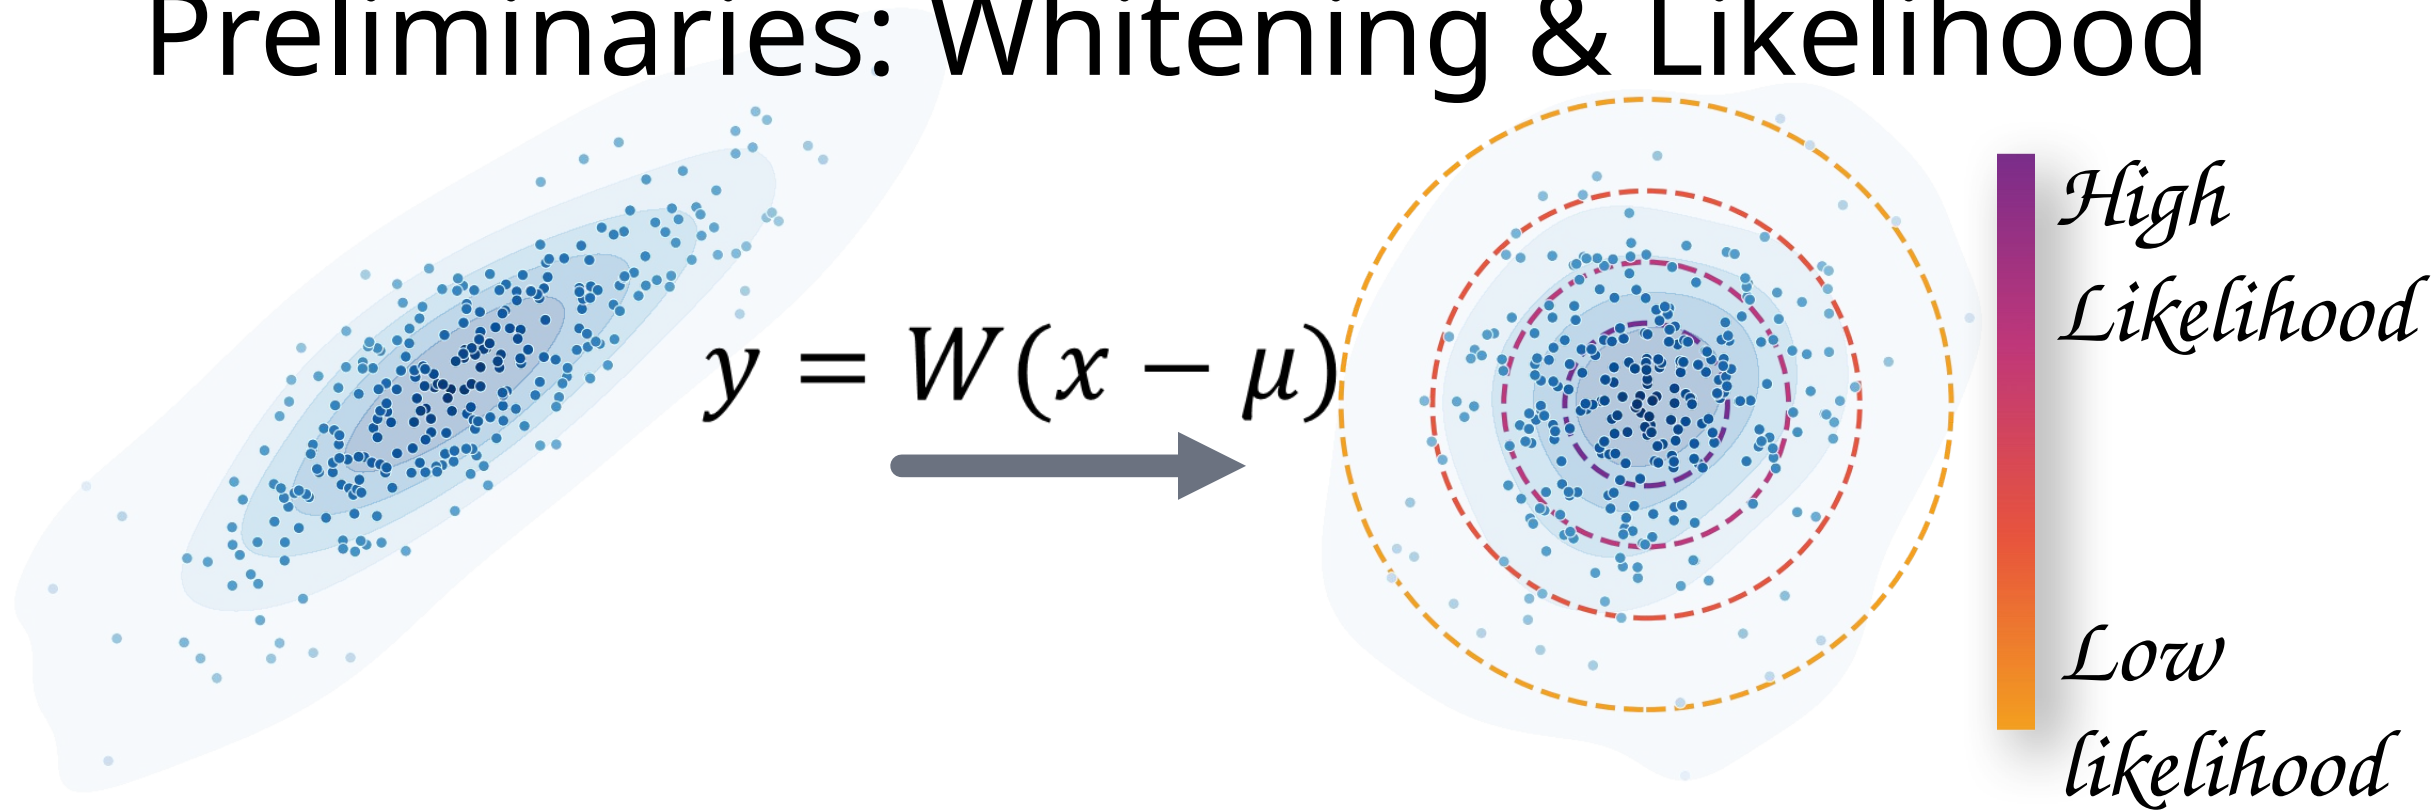 Preliminaries: Whitening & Likelihood
y = W(x − μ)
High
Likelihood
Low
likelihood